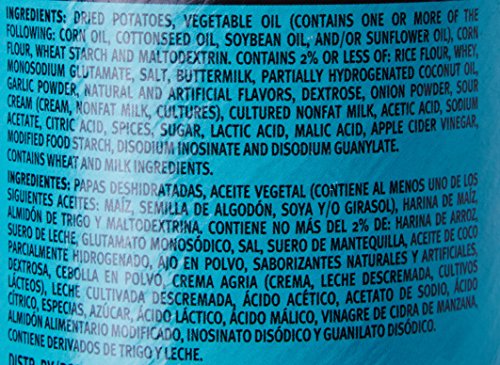 INGREDIENTS: DRIED POTATOES, VEGETABLE OIL (CONTAINS ONE OR MORE OF THE
FOLLOWING: CORN OIL, COTTONSEED OIL, SOYBEAN OIL, AND/OR SUNFLOWER OIL), CORN
FLOUR, WHEAT STARCH AND MALTODEXTRIN. CONTAINS 2% OR LESS OF: RICE FLOUR, WHEY,
MONOSODIUM GLUTAMATE, SALT, BUTTERMILK, PARTIALLY HYDROGENATED COCONUT OIL,
GARLIC POWDER, NATURAL AND ARTIFICIAL FLAVORS, DEXTROSE, ONION POWDER, SOUR
CREAM (CREAM, NONFAT MILK, CULTURES), CULTURED NONFAT MILK, ACETIC ACID, SODIUM
ACETATE, CITRIC ACID, SPICES, SUGAR, LACTIC ACID, MALIC ACID, APPLE CIDER VINEGAR,
MODIFIED FOOD STARCH, DISODIUM INOSINATE AND DISODIUM GUANYLATE.
CONTAINS WHEAT AND MILK INGREDIENTS.
INGREDIENTES: PAPAS DESHIDRATADAS, ACEITE VEGETAL (CONTIENE AL MENOS UNO DE LOS
SIGUIENTES ACEITES: MAÍZ, SEMILLA DE ALGODÓN, SOYA Y/O GIRASOL), HARINA DE MAÍZ,
ALMIDÓN DE TRIGO Y MALTODEXTRINA. CONTIENE NO MÁS DEL 2% DE: HARINA DE ARROZ,
SUERO DE LECHE, GLUTAMATO MONOSÓDICO, SAL, SUERO DE MANTEQUILLA, ACEITE DE COCO
PARCIALMENTE HIDROGENADO, AJO EN POLVO, SABORIZANTES NATURALES Y ARTIFICIALES,
DEXTROSA, CEBOLLA EN POLVO, CREMA AGRIA (CREMA, LECHE DESCREMADA, CULTIVOS
LÁCTEOS), LECHE CULTIVADA DESCREMADA, ÁCIDO ACÉTICO, ACETATO DE SODIO, ÁCIDO
CÍTRICO, ESPECIAS, AZÚCAR, ÁCIDO LÁCTICO, ÁCIDO MÁLICO, VINAGRE DE CIDRA DE MANZANA,
ALMIDÓN ALIMENTARIO MODIFICADO, INOSINATO DISÓDICO Y GUANILATO DISÓDICO.
CONTIENE DERIVADOS DE TRIGO Y LECHE.